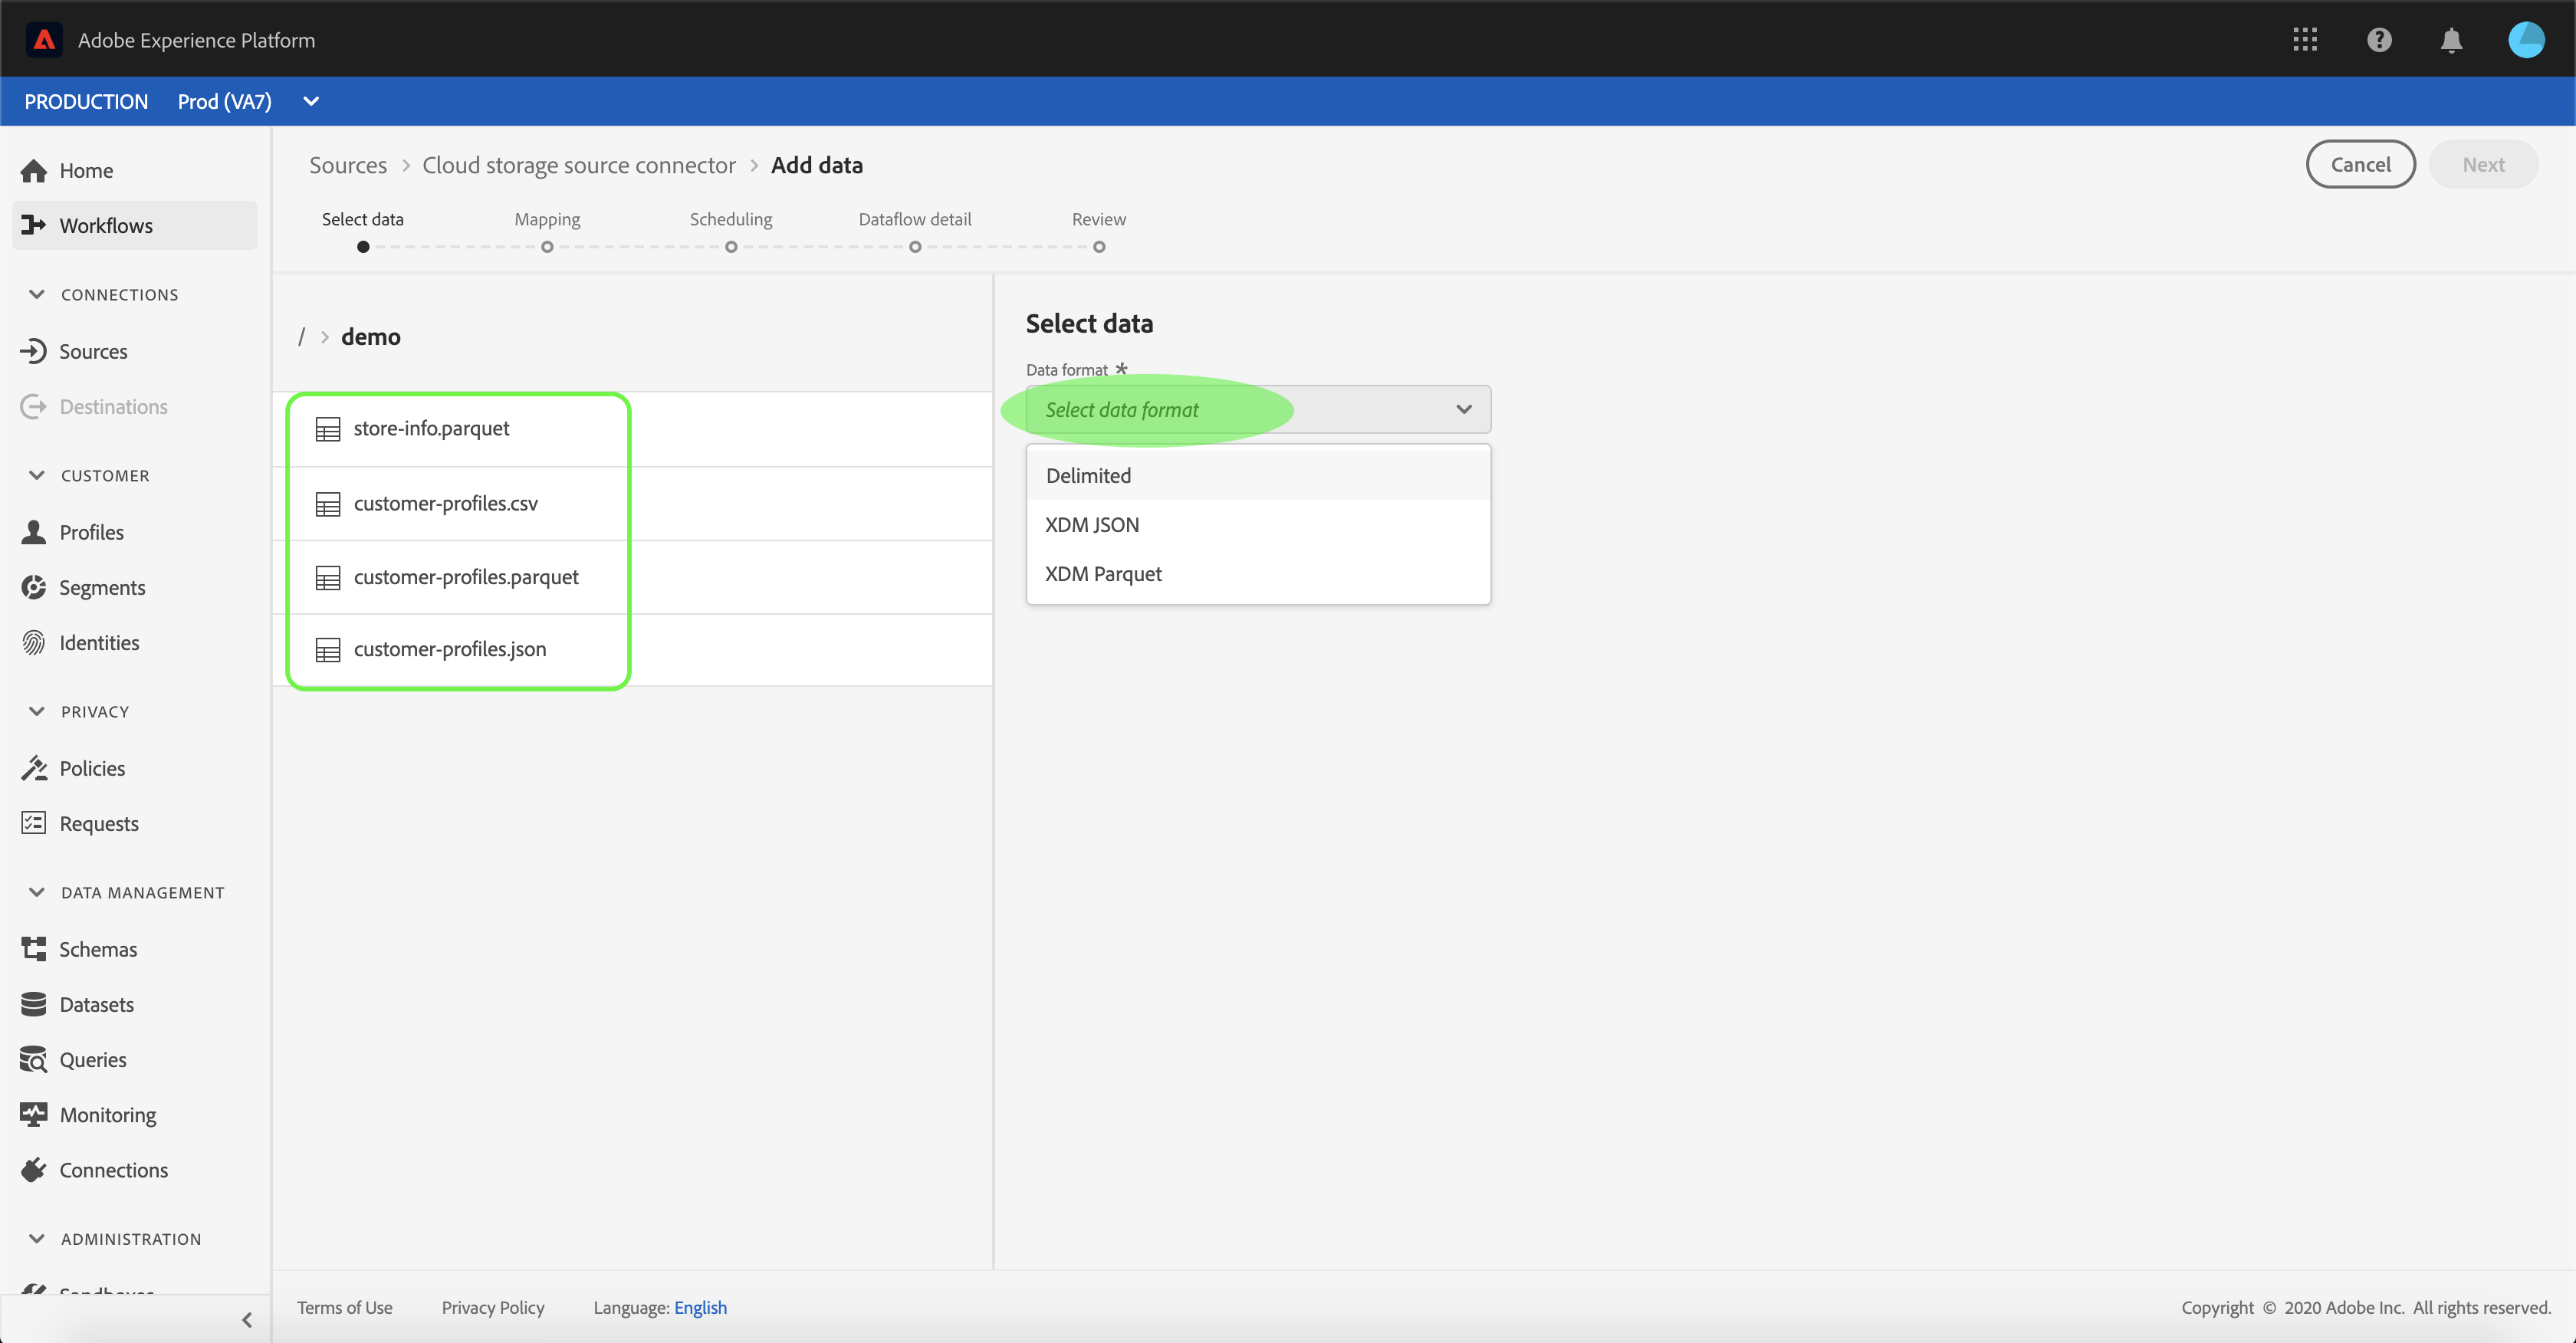 Adobe Experience Platform
PRODUCTION Prod (VA7)
Home
Workflows
CONNECTIONS
Sources
Destinations
CUSTOMER
Profiles
Segments
Identities
PRIVACY
Policies
Requests
DATA MANAGEMENT
Schemas
Datasets
Queries
Monitoring
Connections
ADMINISTRATION
Sources > Cloud storage source connector > Add data
Cancel
Next
Select data
Mapping
Scheduling
Dataflow detail
Review
/ > demo
store-info.parquet
customer-profiles.csv
customer-profiles.parquet
customer-profiles.json
Select data
Data format *
Select data format
Delimited
XDM JSON
XDM Parquet
Terms of Use Privacy Policy Language: English
Copyright © 2020 Adobe Inc. All rights reserved.